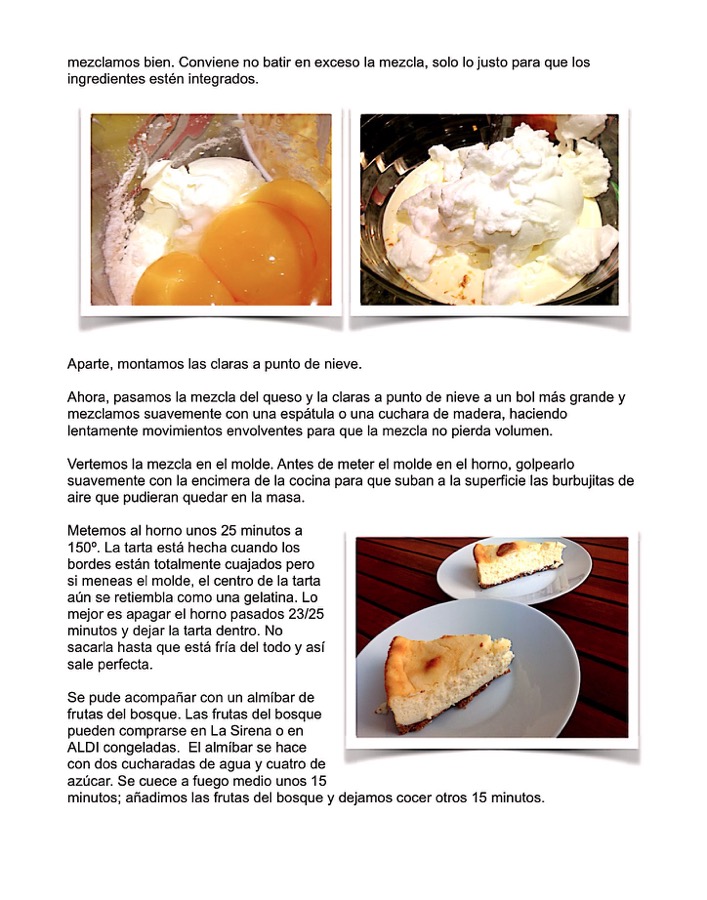 mezclamos bien. Conviene no batir en exceso la mezcla, solo lo justo para que los
ingredientes estén integrados.
Aparte, montamos las claras a punto de nieve.
Ahora, pasamos la mezcla del queso y la claras a punto de nieve a un bol más grande y
mezclamos suavemente con una espátula o una cuchara de madera, haciendo
lentamente movimientos envolventes para que la mezcla no pierda volumen.
Vertemos la mezcla en el molde. Antes de meter el molde en el horno, golpearlo
suavemente con la encimera de la cocina para que suban a la superficie las burbujitas de
aire que pudieran quedar en la masa.
Metemos al horno unos 25 minutos a
150º. La tarta está hecha cuando los
bordes están totalmente cuajados pero
si meneas el molde, el centro de la tarta
aún se retiembla como una gelatina. Lo
mejor es apagar el horno pasados 23/25
minutos y dejar la tarta dentro. No
sacarla hasta que está fría del todo y así
sale perfecta.
Se pude acompañar con un almíbar de
frutas del bosque. Las frutas del bosque
pueden comprarse en La Sirena o en
ALDI congeladas.  El almíbar se hace
con dos cucharadas de agua y cuatro de
azúcar. Se cuece a fuego medio unos 15
minutos; añadimos las frutas del bosque y dejamos cocer otros 15 minutos.